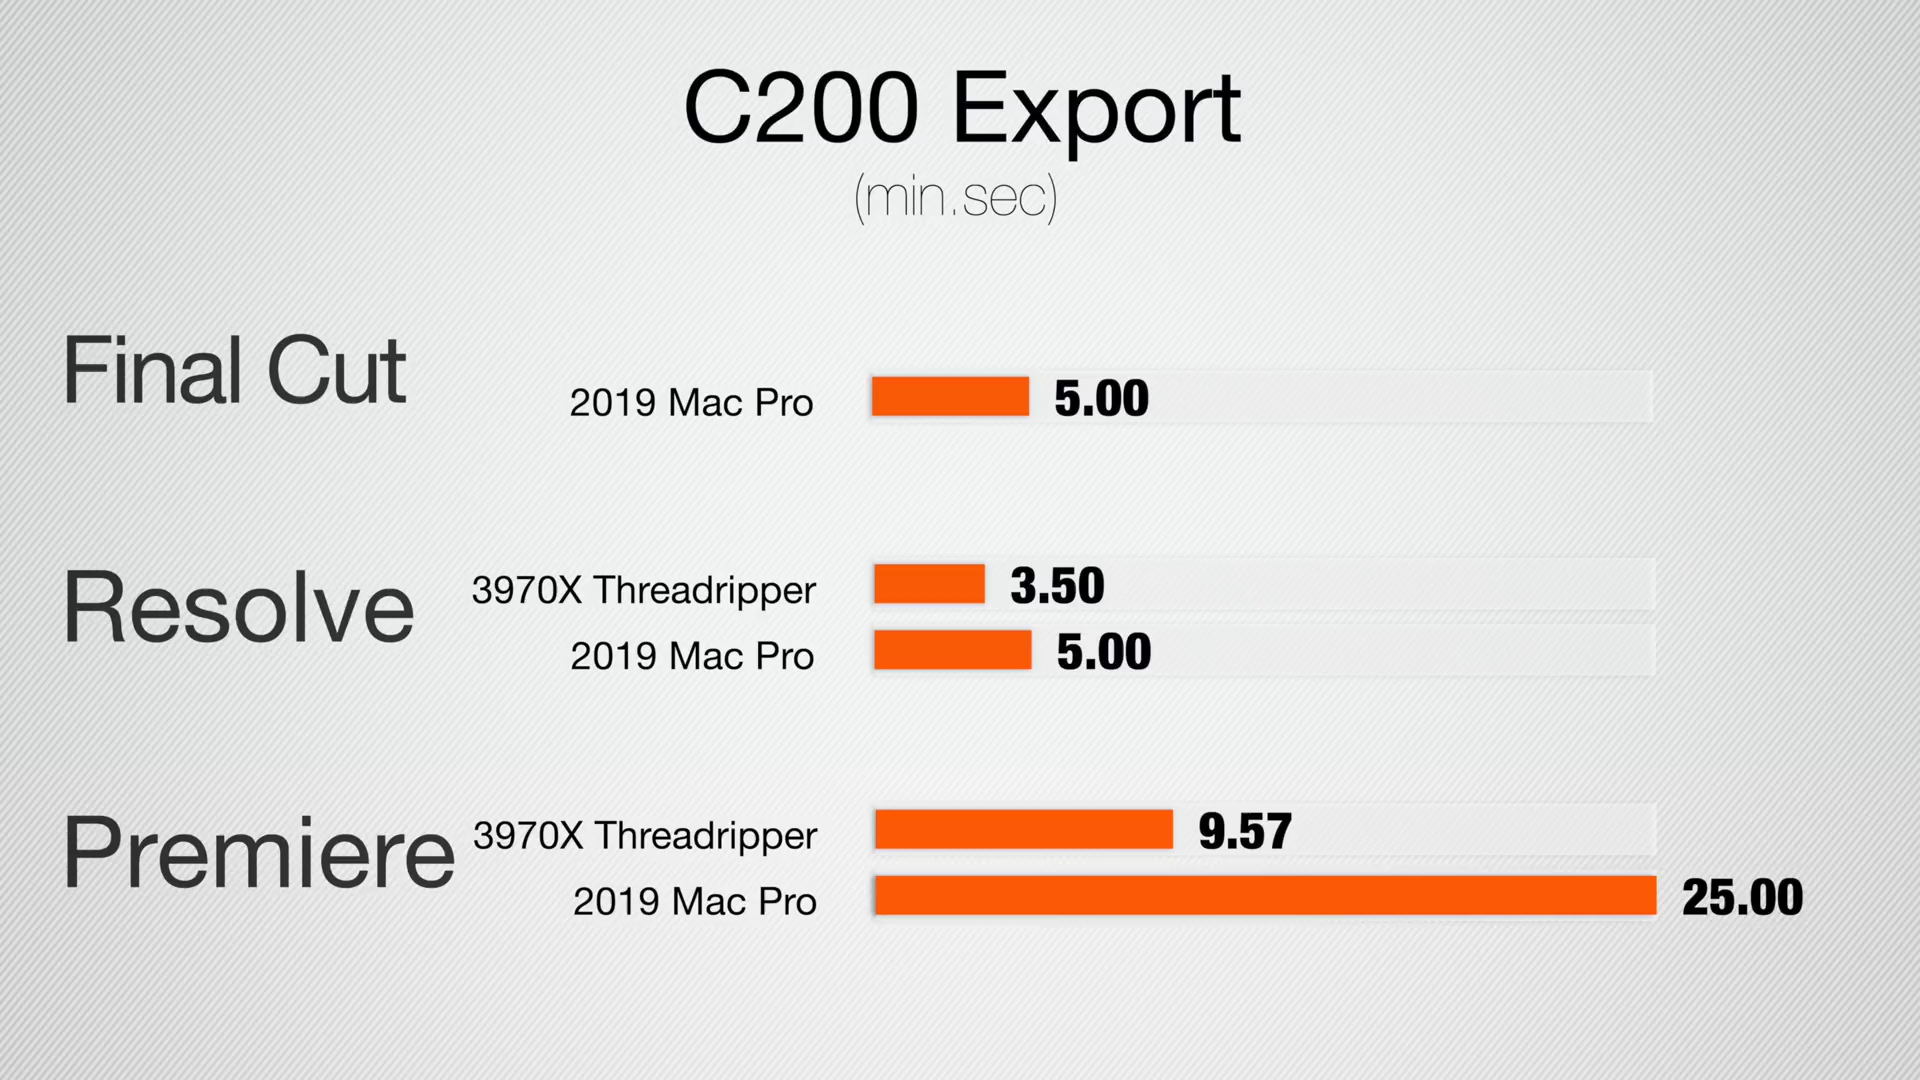 C200 Export
(min.sec)
Final Cut
2019 Mac Pro 5.00
Resolve
3970X Threadripper 3.50
2019 Mac Pro 5.00
Premiere
3970X Threadripper 9.57
2019 Mac Pro 25.00